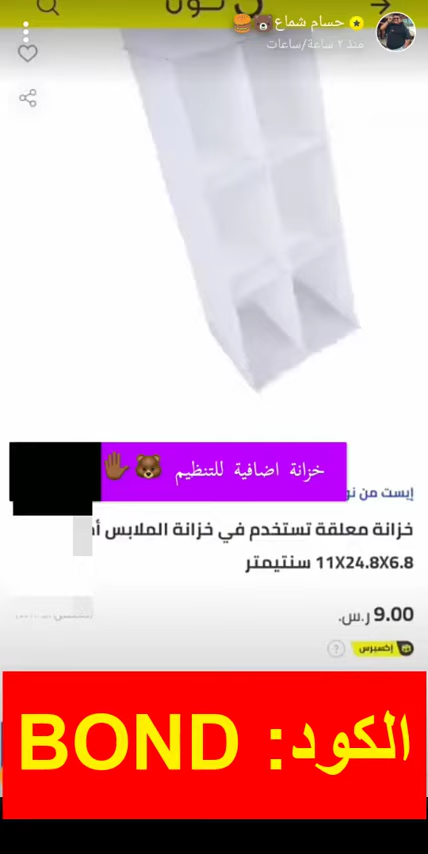 حسام شماع
منذ ٢ ساعة/ساعات
خزانة اضافية للتنظيم
إيست من نو
خزانة معلقة تستخدم في خزانة الملابس أ
11X24.8X6.8 سنتيمتر
9.00 ر.س.
إكسبرس
?
الكود: BOND